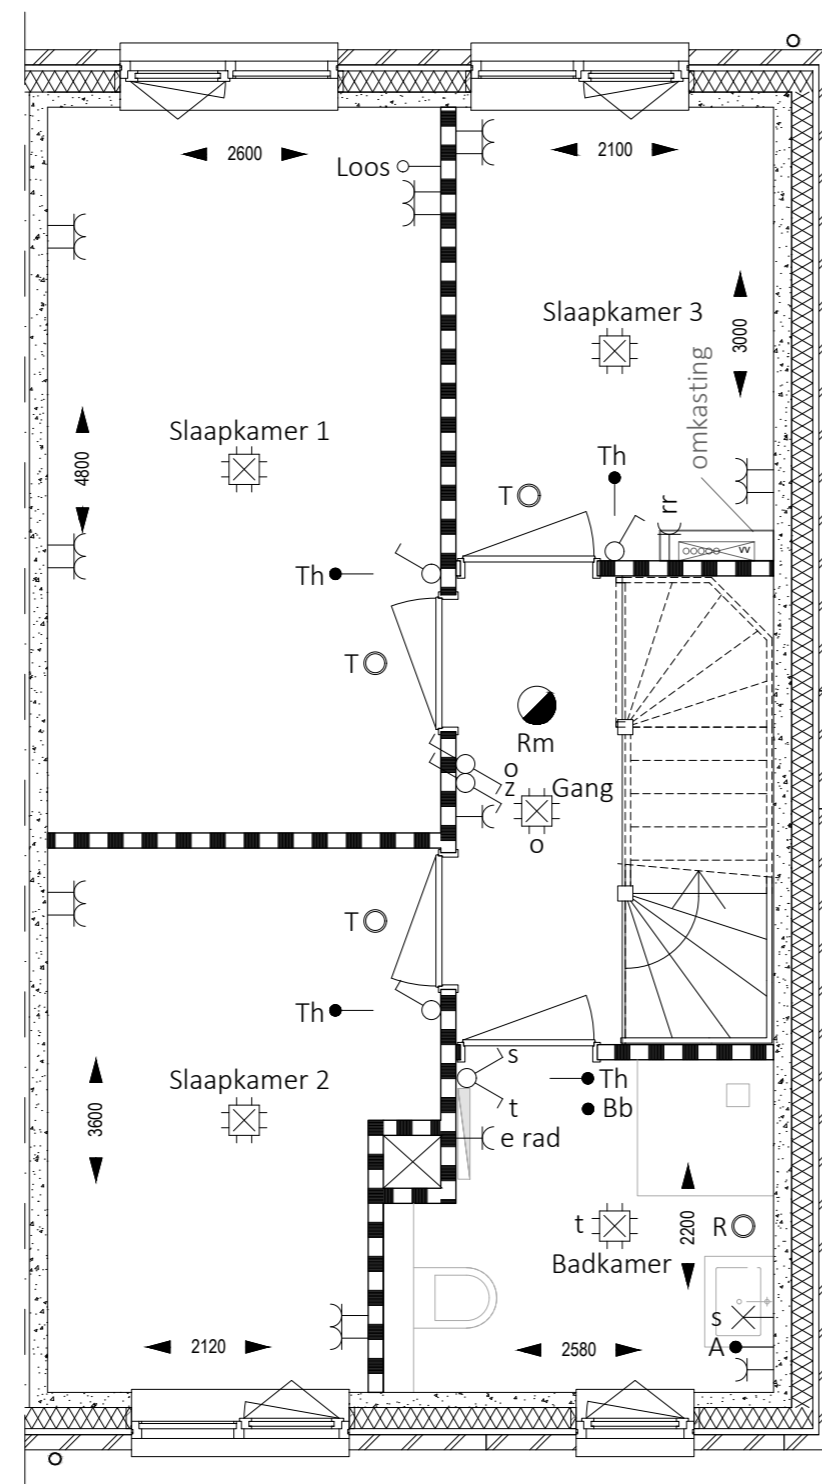 2600
2100
Loos
Slaapkamer 3
3000
omkasting
Slaapkamer 1
4800
Th
T
rr
vv
Th
T
Rm
o
z
Gang
o
T
Th
s
t
Th
Bb
Slaapkamer 2
3600
e rad
t
2200
R
Badkamer
s
A
2120
2580